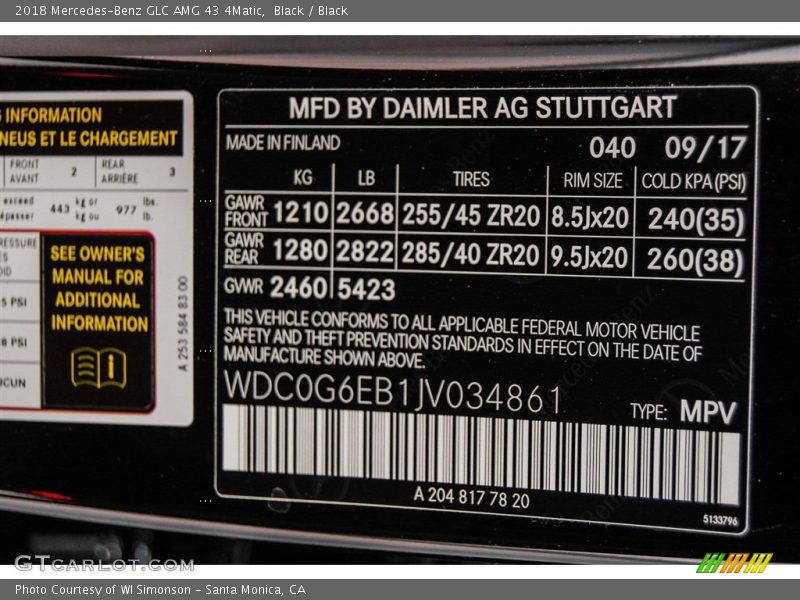 2018 Mercedes-Benz GLC AMG 43 4Matic, Black / Black
INFORMATION
NEUS ET LE CHARGEMENT
FRONT AVANT 2 REAR ARRIÈRE 3
exceed 443 kg or kg ou 977 lbs. lb.
SEE OWNER'S
MANUAL FOR
ADDITIONAL
INFORMATION
5 PSI
8 PSI
A 253 584 83 00
MFD BY DAIMLER AG STUTTGART
MADE IN FINLAND 040 09/17
KG LB TIRES RIM SIZE COLD KPA(PSI)
GAWR FRONT 1210 2668 255/45 ZR20 8.5Jx20 240(35)
GAWR REAR 1280 2822 285/40 ZR20 9.5Jx20 260(38)
GVWR 2460 5423
THIS VEHICLE CONFORMS TO ALL APPLICABLE FEDERAL MOTOR VEHICLE
SAFETY AND THEFT PREVENTION STANDARDS IN EFFECT ON THE DATE OF
MANUFACTURE SHOWN ABOVE.
WDC0G6EB1JV034861
TYPE: MPV
A 204 817 78 20
5133796
GTCARLOT.COM
Photo Courtesy of WI Simonson - Santa Monica, CA